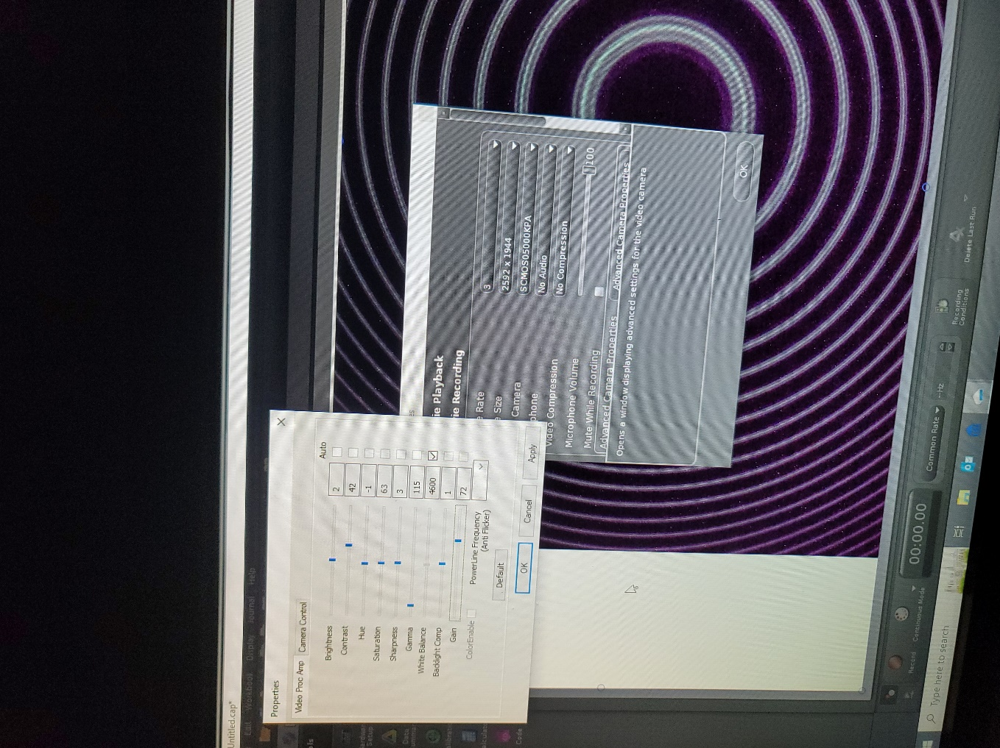 Untitled.cap*
Edit Workbook Display Journal Help
Properties
Video Proc Amp Camera Control
Auto
Brightness 2
Contrast 42
Hue -1
Saturation 63
Sharpness 3
Gamma 115
White Balance 4600
Backlight Comp 1
Gain 72
ColorEnable PowerLine Frequency
(Anti Flicker)
Default
OK Cancel Apply
ie Playback
ie Recording
e Rate 3
e Size 2592 x 1944
Camera SCMOS05000KPA
phone No Audio
Video Compression No Compression
Microphone Volume 100
Mute While Recording
Advanced Camera Properties Advanced Camera Properties
Opens a window displaying advanced settings for the video camera
OK
Setup
Data
Code
Record Continuous Mode 00:00.00 Common Rate --Hz Recording
Conditions Delete Last Run
Type here to search